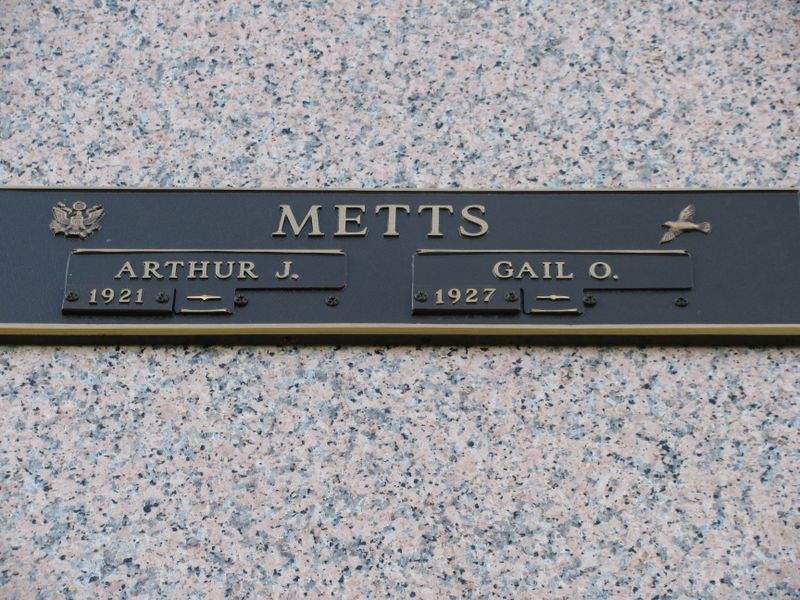 METTS
ARTHUR J.
1921
GAIL O.
1927